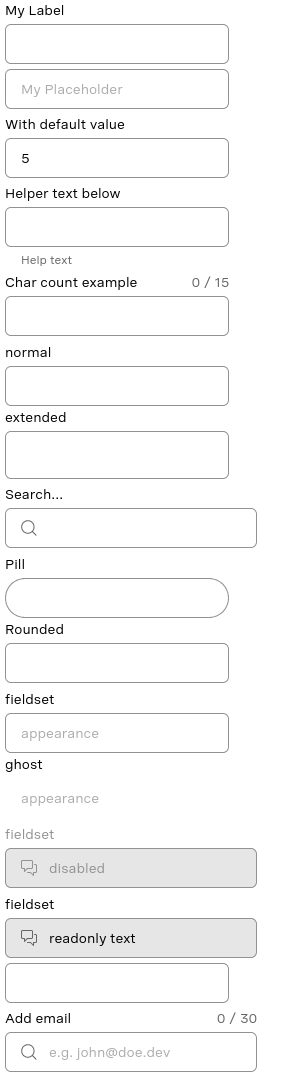 My Label
My Placeholder
With default value
5
Helper text below
Help text
Char count example 0 / 15
normal
extended
Search...
Pill
Rounded
fieldset
appearance
ghost
appearance
fieldset
disabled
fieldset
readonly text
Add email 0 / 30
e.g. john@doe.dev